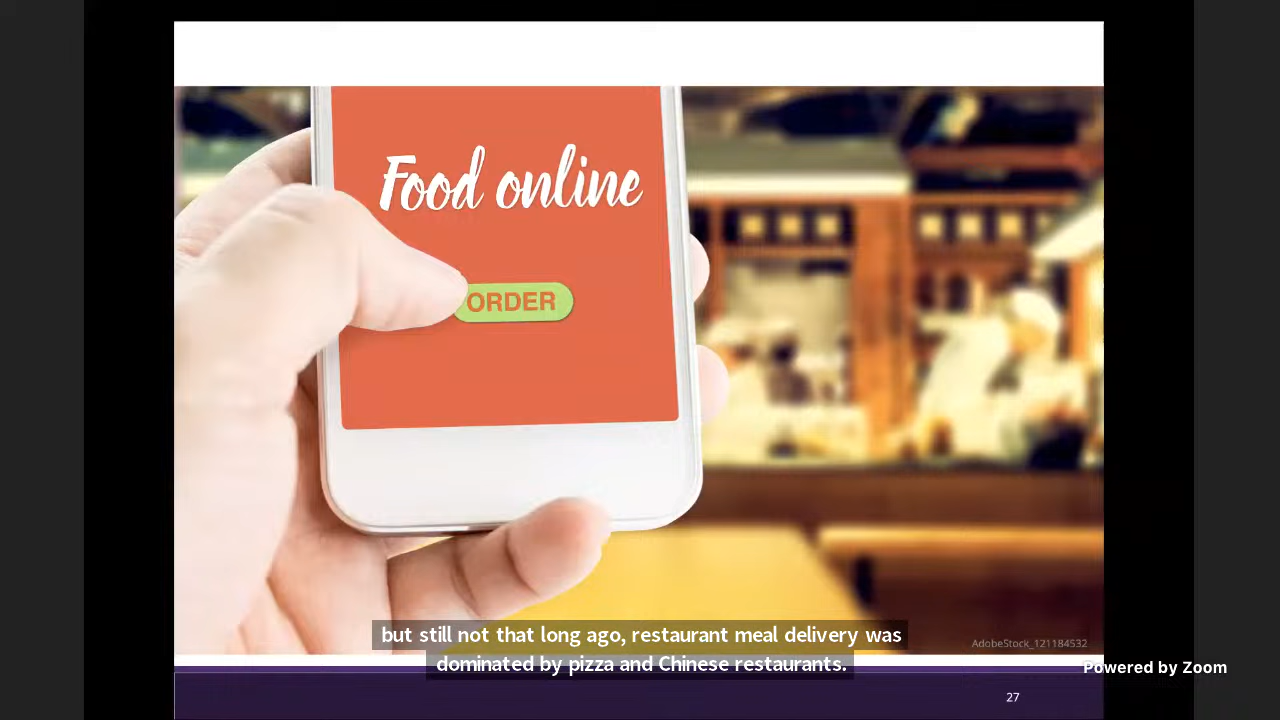 Food online
ORDER
but still not that long ago, restaurant meal delivery was
dominated by pizza and Chinese restaurants.
AdobeStock_121184532
Powered by Zoom
27